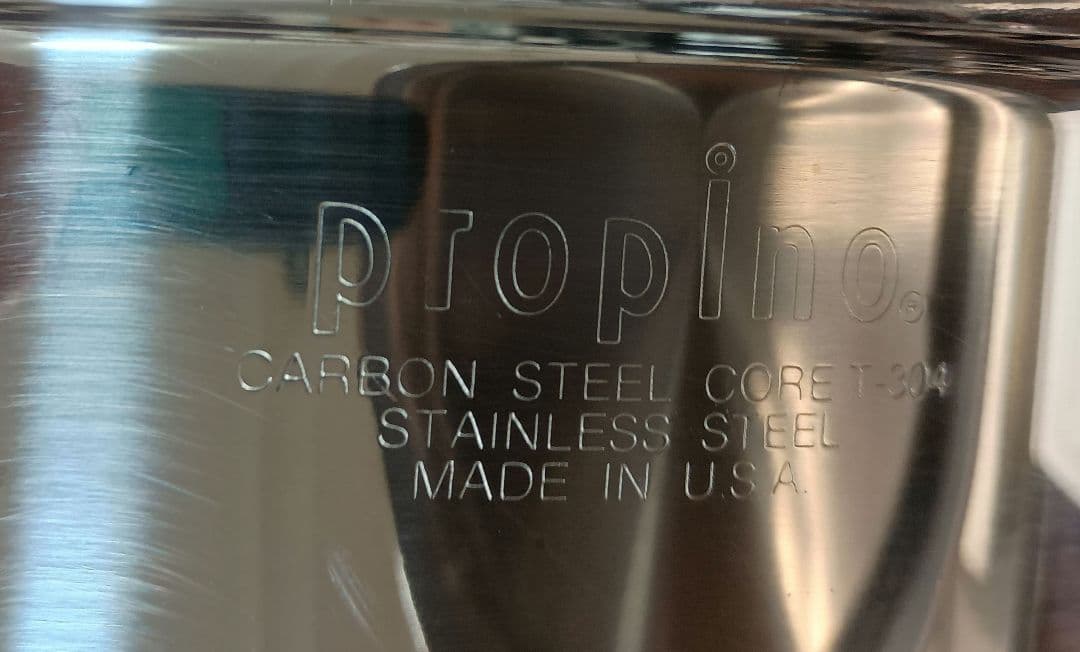 propino®
CARBON STEEL CORE T-304
STAINLESS STEEL
MADE IN U.S.A.